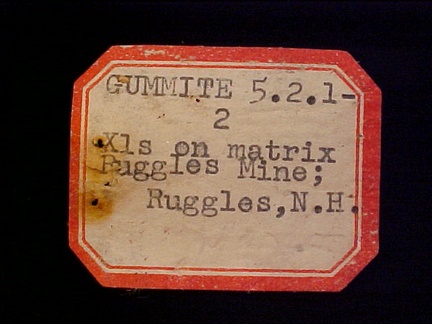 GUMMITE 5.2.1-
2
Xls on matrix
Ruggles Mine;
Ruggles,N.H.